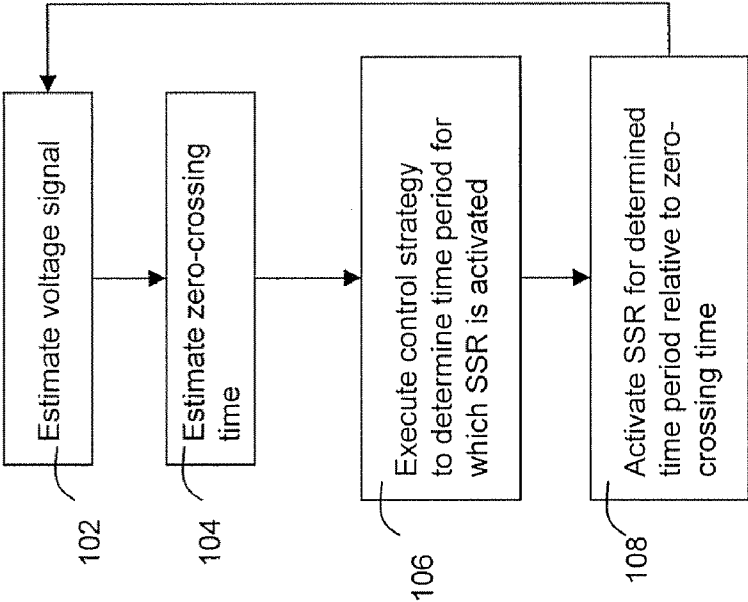 102
Estimate voltage signal
104
Estimate zero-crossing
time
106
Execute control strategy
to determine time period for
which SSR is activated
108
Activate SSR for determined
time period relative to zero-
crossing time